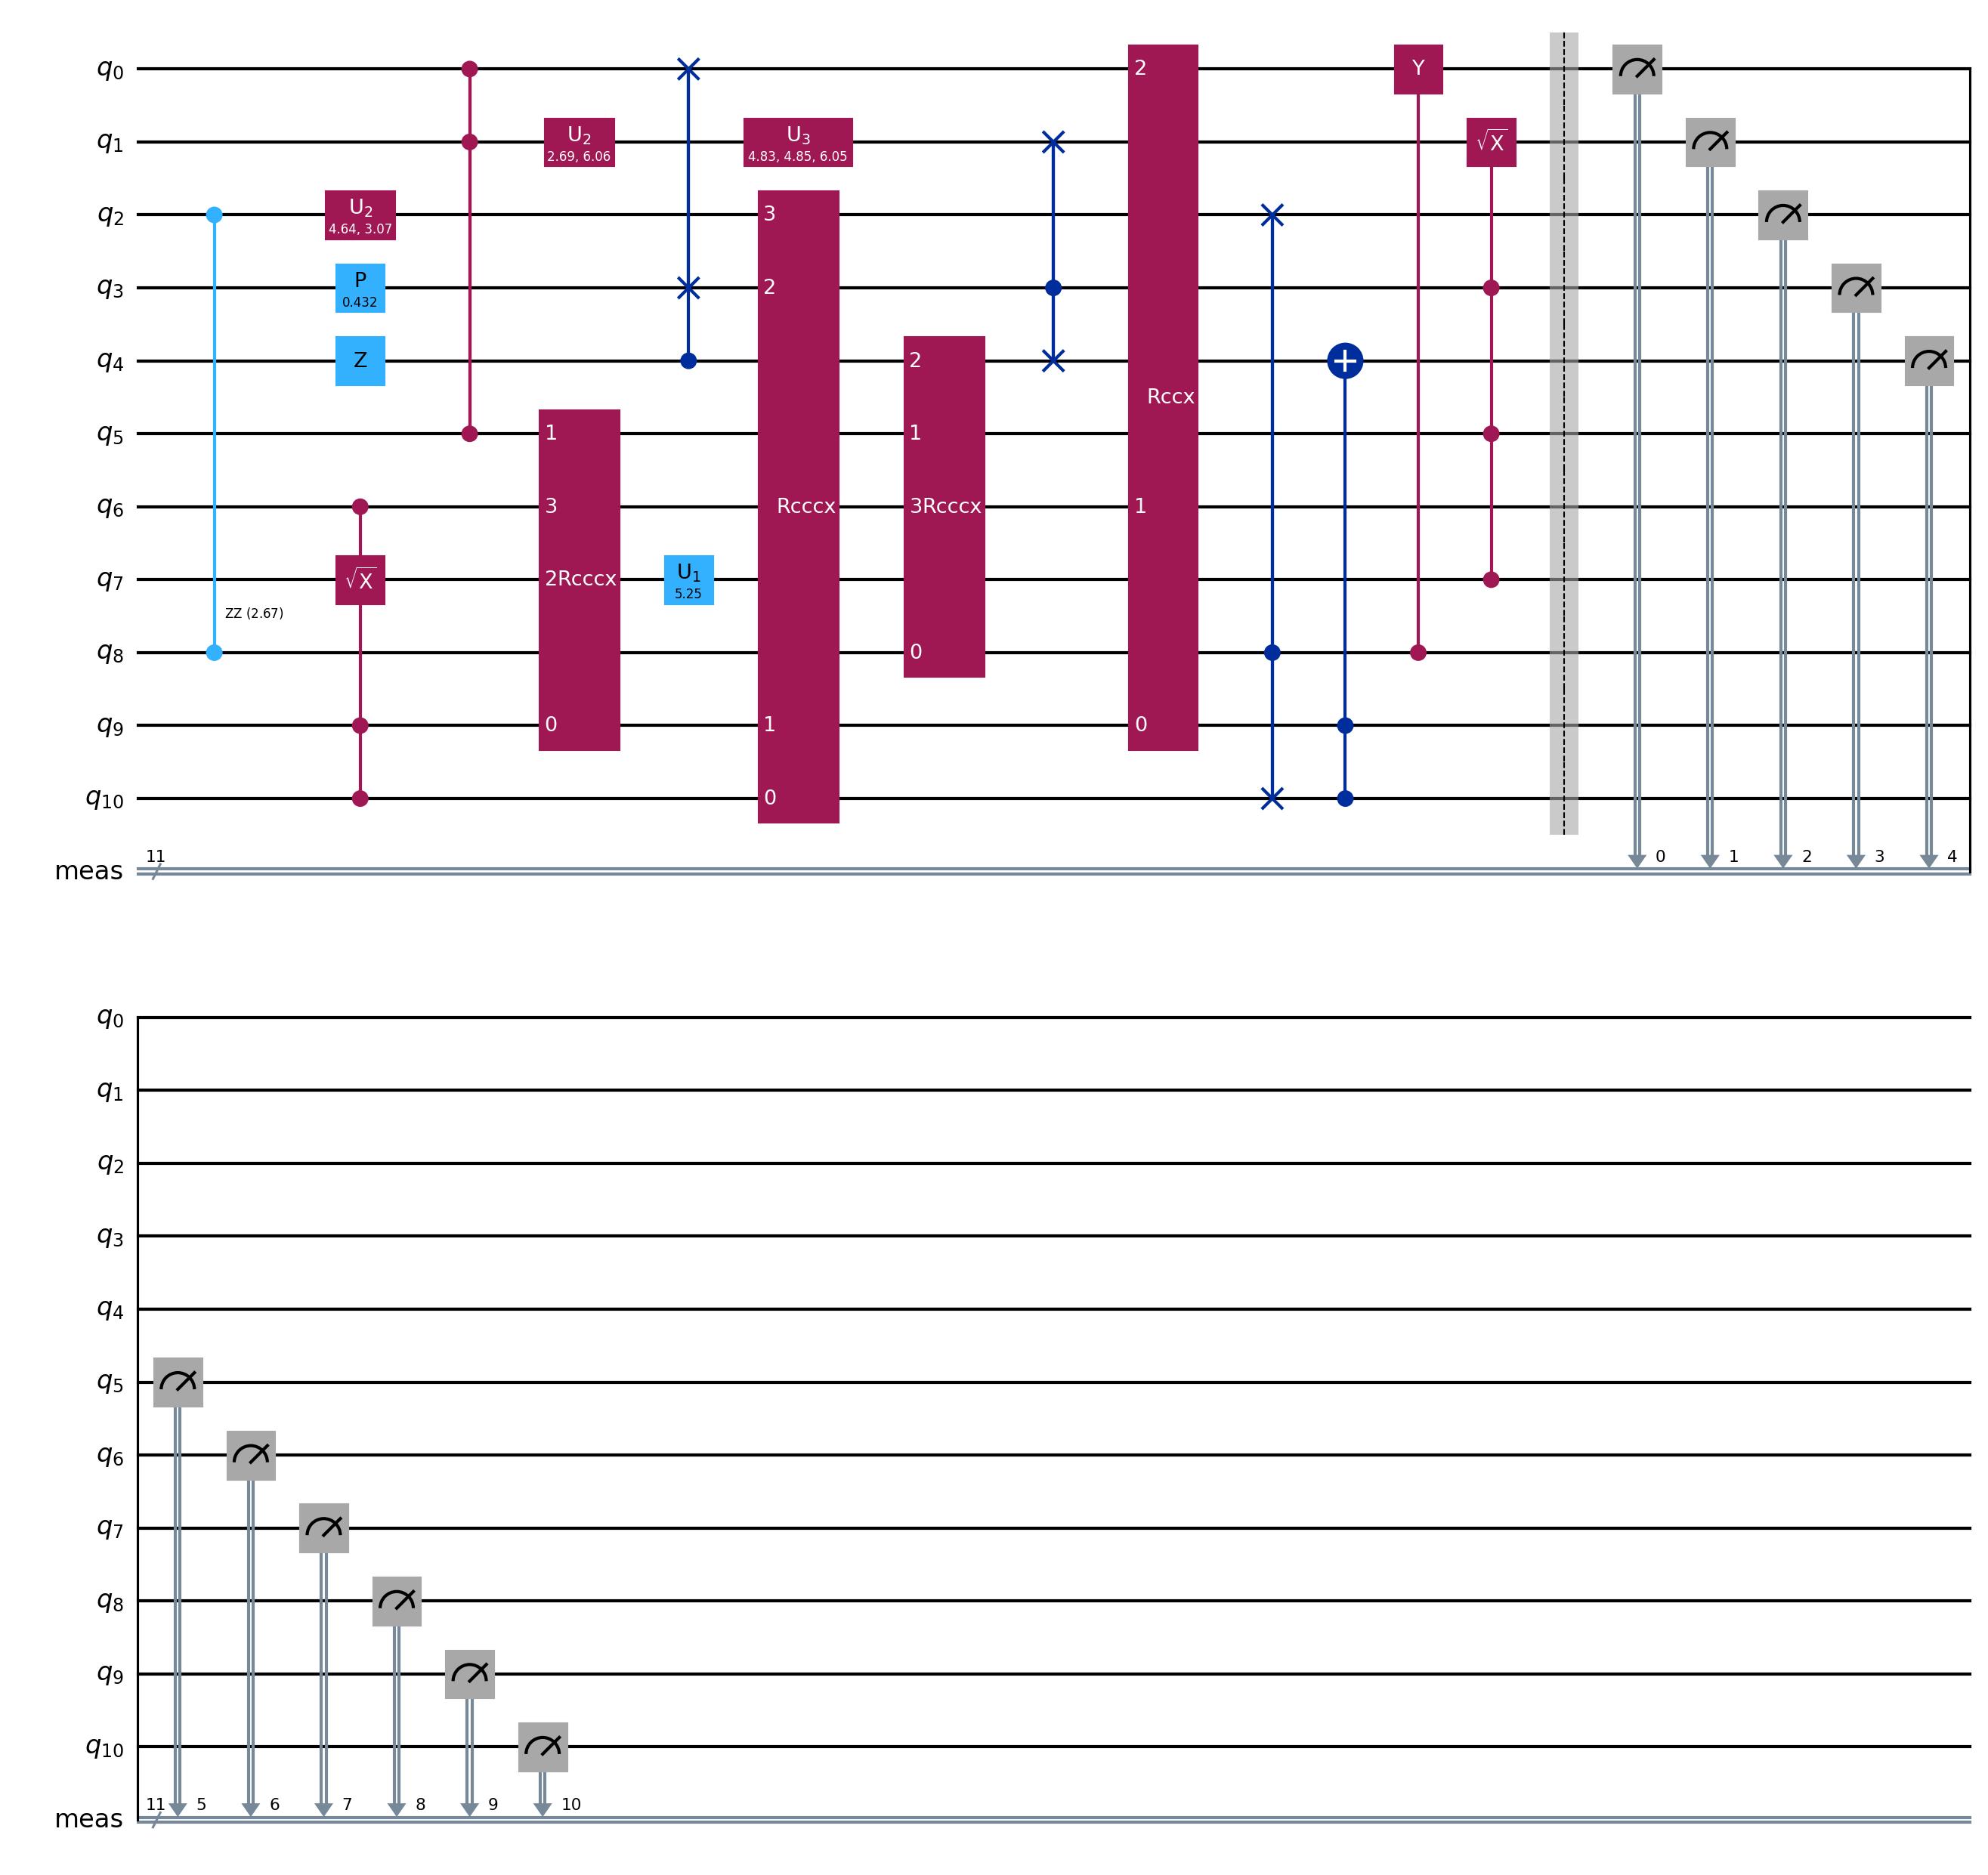 q0 2 Y
q1 U2 U3 √X
2.69, 6.06 4.83, 4.85, 6.05
q2 U2 3
4.64, 3.07
q3 P 2
0.432
q4 Z 2
Rccx
q5 1 1
q6 3 Rcccx 3Rcccx 1
q7 √X 2Rcccx U1
5.25
ZZ (2.67)
q8 0
q9 0 1 0
q10 0
11 0 1 2 3 4
meas
q0
q1
q2
q3
q4
q5
q6
q7
q8
q9
q10
11 5 6 7 8 9 10
meas